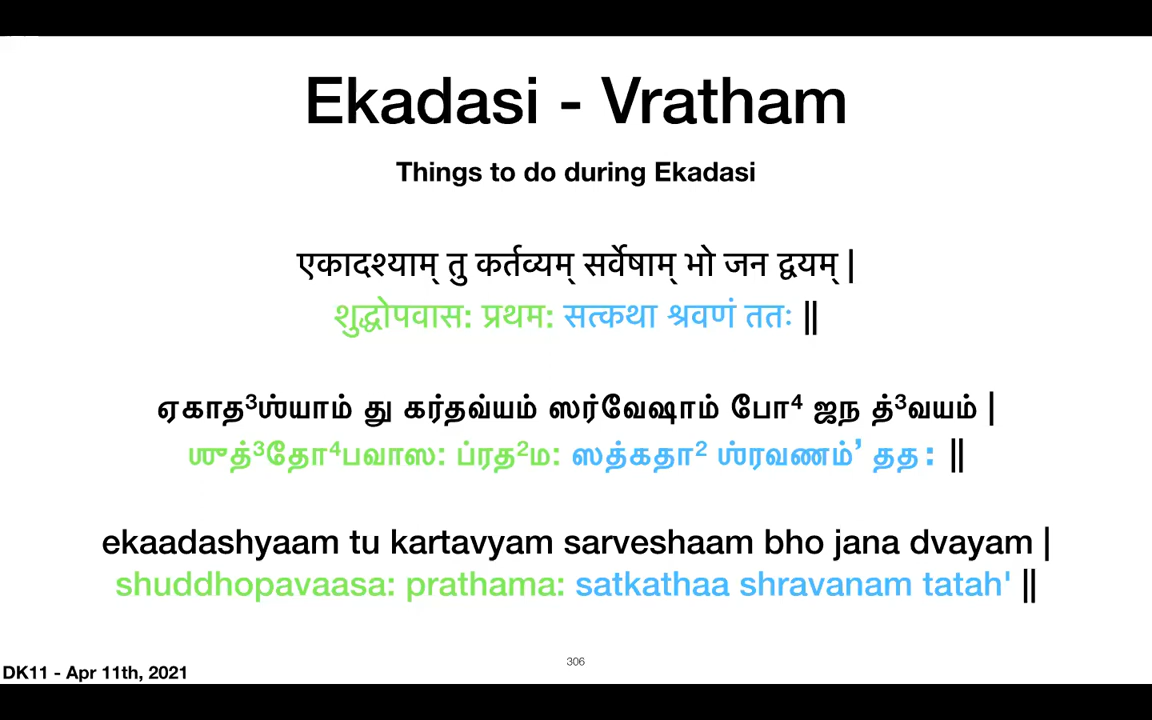 Ekadasi - Vratham
Things to do during Ekadasi
एकादश्याम् तु कर्तव्यम् सर्वेषाम् भो जन द्वयम् |
शुद्धोपवास: प्रथम: सत्कथा श्रवणं ततः ||
ஏகாத³ஶ்யாம் து கர்தவ்யம் ஸர்வேஷாம் போ⁴ ஜந த்³வயம் |
ஶுத்³தோ⁴பவாஸ: ப்ரத²ம: ஸத்கதா² ஶ்ரவணம்ʼ தத : ||
ekaadashyaam tu kartavyam sarveshaam bho jana dvayam |
shuddhopavaasa: prathama: satkathaa shravanam tatah' ||
306
DK11 - Apr 11th, 2021